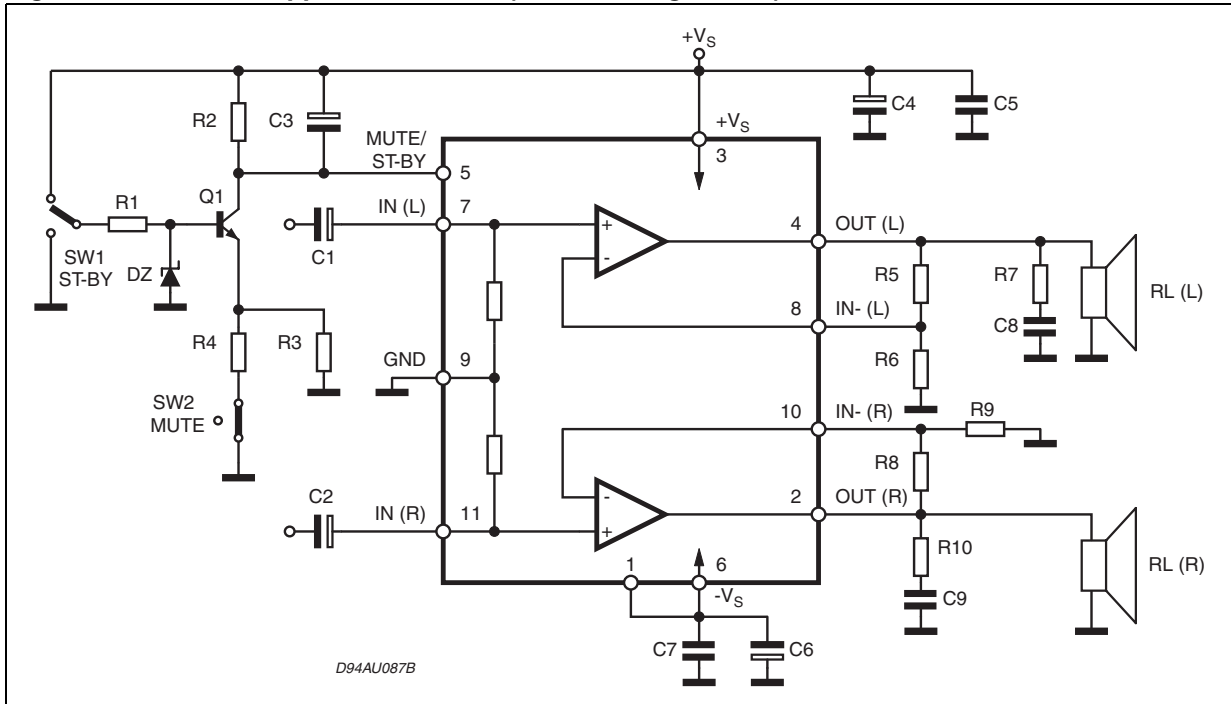 +VS
R2
C3
C4
C5
MUTE/
ST-BY
+VS
3
5
R1
Q1
IN (L)
7
4
OUT (L)
+
-
C1
SW1
ST-BY
DZ
R5
R7
RL (L)
8
IN- (L)
C8
R4
R3
GND
9
R6
SW2
MUTE
10
IN- (R)
R9
R8
C2
IN (R)
11
-
+
2
OUT (R)
R10
RL (R)
1
6
-VS
C9
C7
C6
D94AU087B